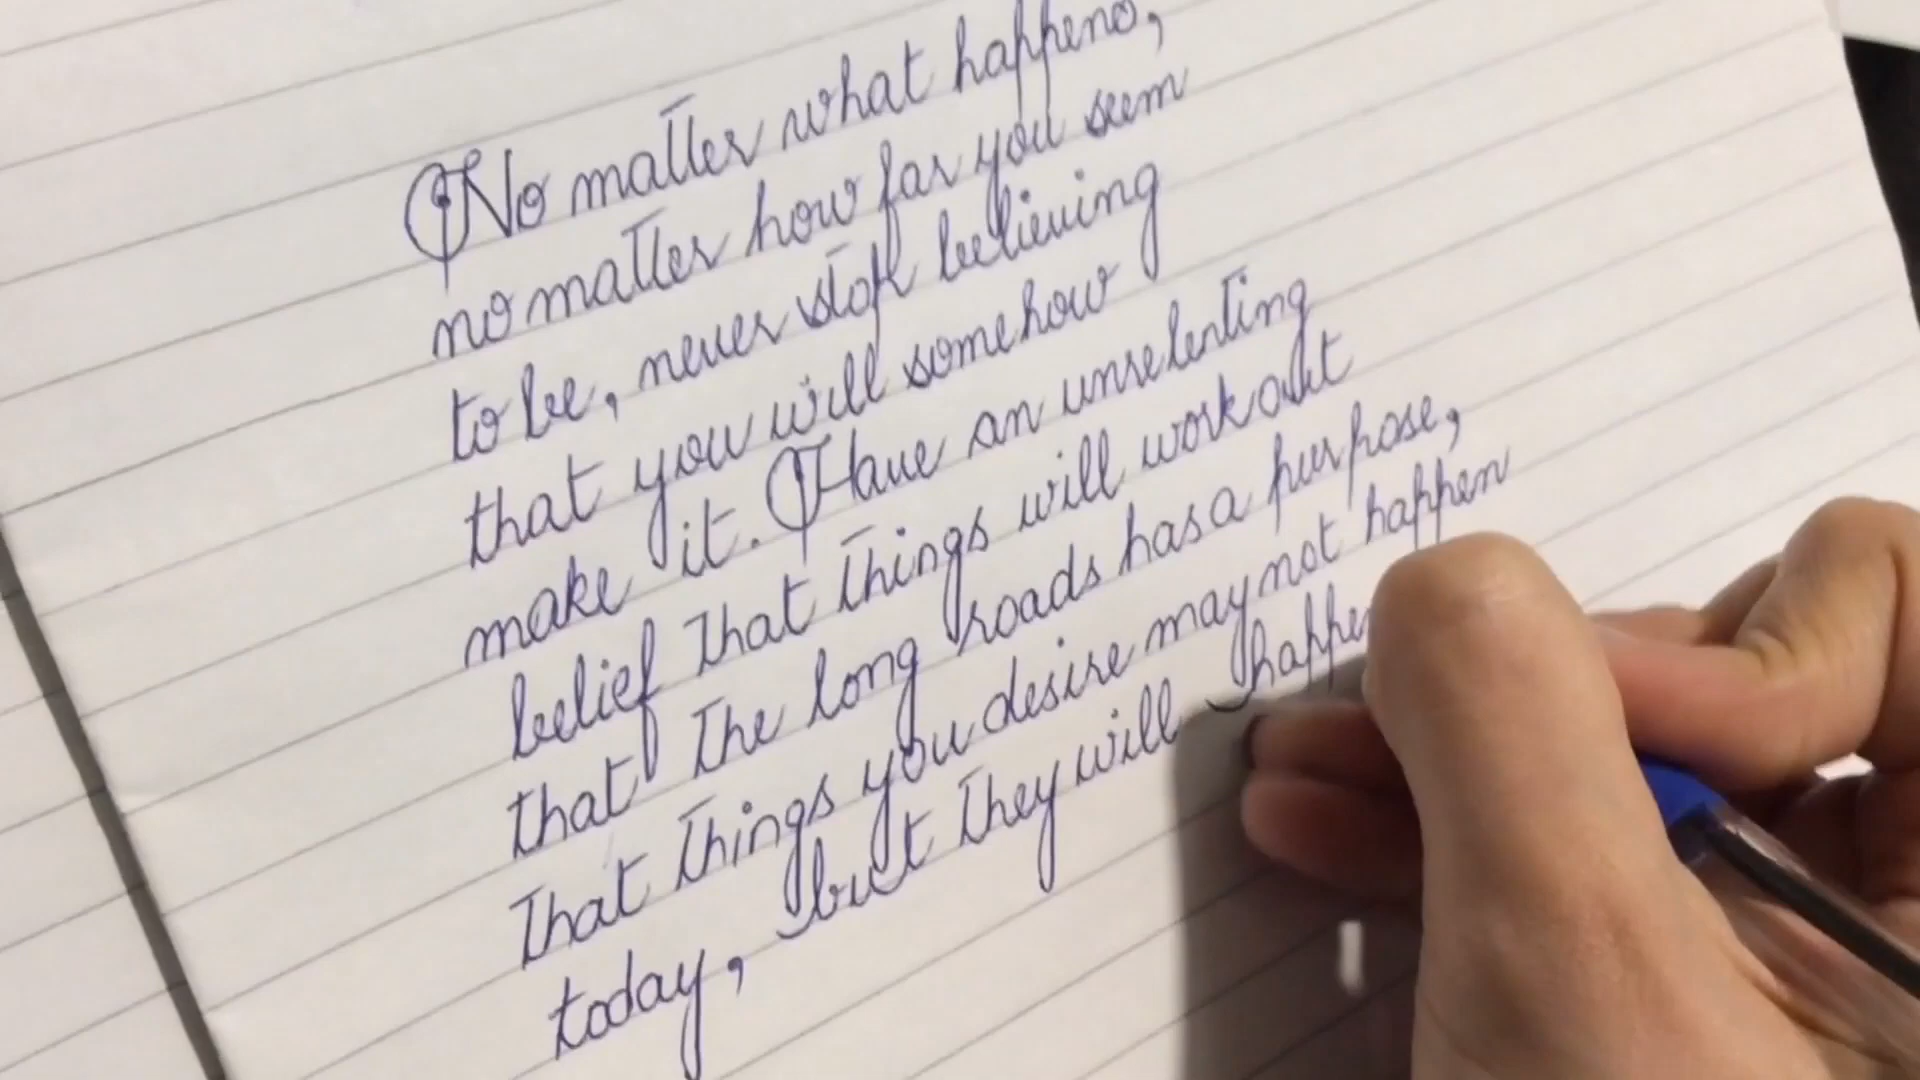 No matter what happens,
no matter how far you seem
to be, never stop believing
that you will somehow
make it. Have an unrelenting
belief that things will work out
that the long roads has a purpose,
that things you desire may not happen
today, but they will happen